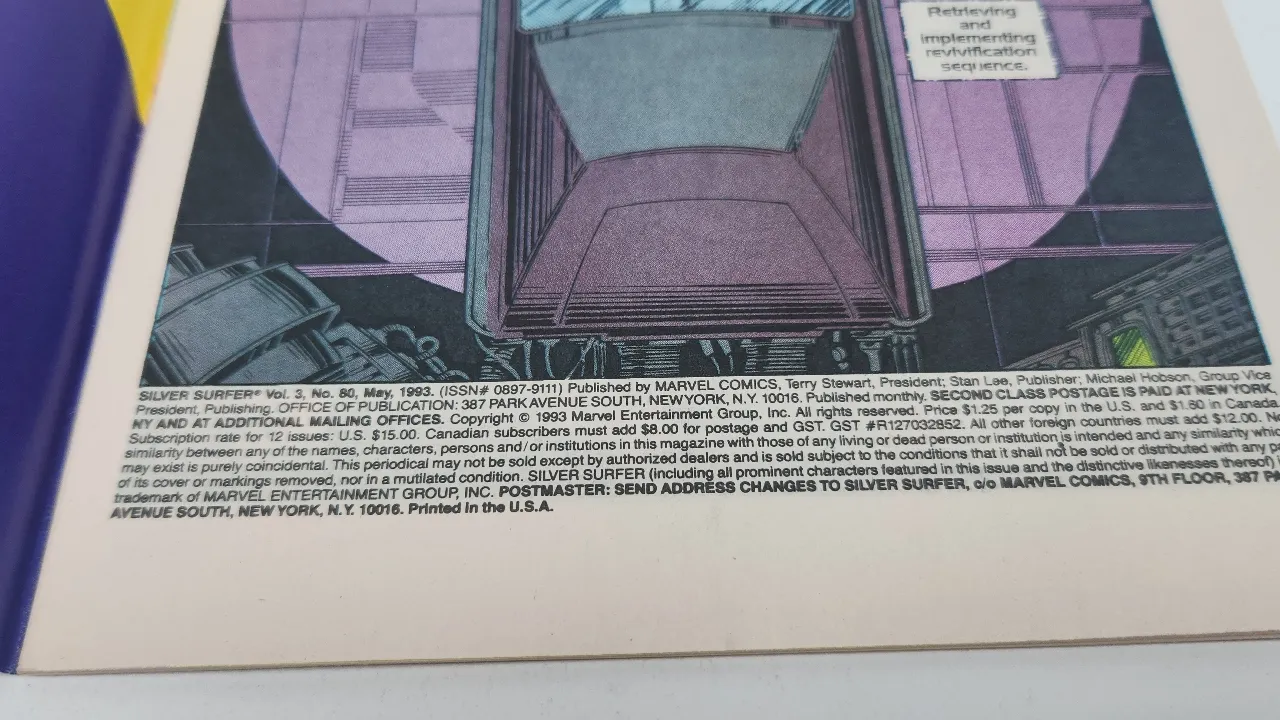 Retrieving
and
implementing
revivification
sequence.
SILVER SURFER® Vol. 3, No. 80, May, 1993. (ISSN# 0897-9111) Published by MARVEL COMICS, Terry Stewart, President; Stan Lee, Publisher; Michael Hobson, Group Vice
President, Publishing. OFFICE OF PUBLICATION: 387 PARK AVENUE SOUTH, NEW YORK, N.Y. 10016. Published monthly. SECOND CLASS POSTAGE IS PAID AT NEW YORK,
NY AND AT ADDITIONAL MAILING OFFICES. Copyright © 1993 Marvel Entertainment Group, Inc. All rights reserved. Price $1.25 per copy in the U.S. and $1.60 in Canada.
Subscription rate for 12 issues: U.S. $15.00. Canadian subscribers must add $8.00 for postage and GST. GST #R127032852. All other foreign countries must add $12.00.
similarity between any of the names, characters, persons and/or institutions in this magazine with those of any living or dead person or institution is intended and any similarity
may exist is purely coincidental. This periodical may not be sold except by authorized dealers and is sold subject to the conditions that it shall not be sold or distributed with any
of its cover or markings removed, nor in a mutilated condition. SILVER SURFER (including all prominent characters featured in this issue and the distinctive likenesses thereof)
trademark of MARVEL ENTERTAINMENT GROUP, INC. POSTMASTER: SEND ADDRESS CHANGES TO SILVER SURFER, c/o MARVEL COMICS, 9TH FLOOR, 387
AVENUE SOUTH, NEW YORK, N.Y. 10016. Printed in the U.S.A.